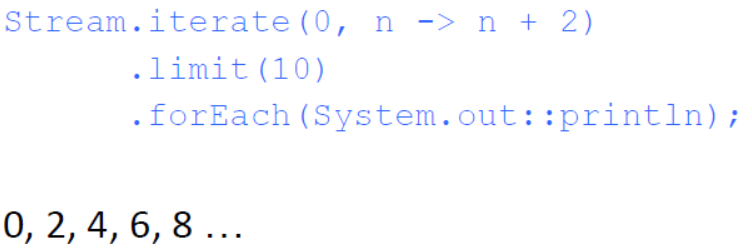 Stream.iterate(0, n -> n + 2)
.limit(10)
.forEach(System.out::println);
0, 2, 4, 6, 8 …